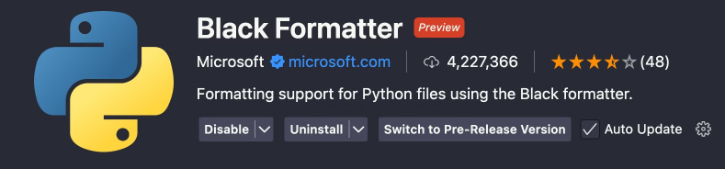 Black Formatter Preview
Microsoft microsoft.com 4,227,366 (48)
Formatting support for Python files using the Black formatter.
Disable Uninstall Switch to Pre-Release Version Auto Update